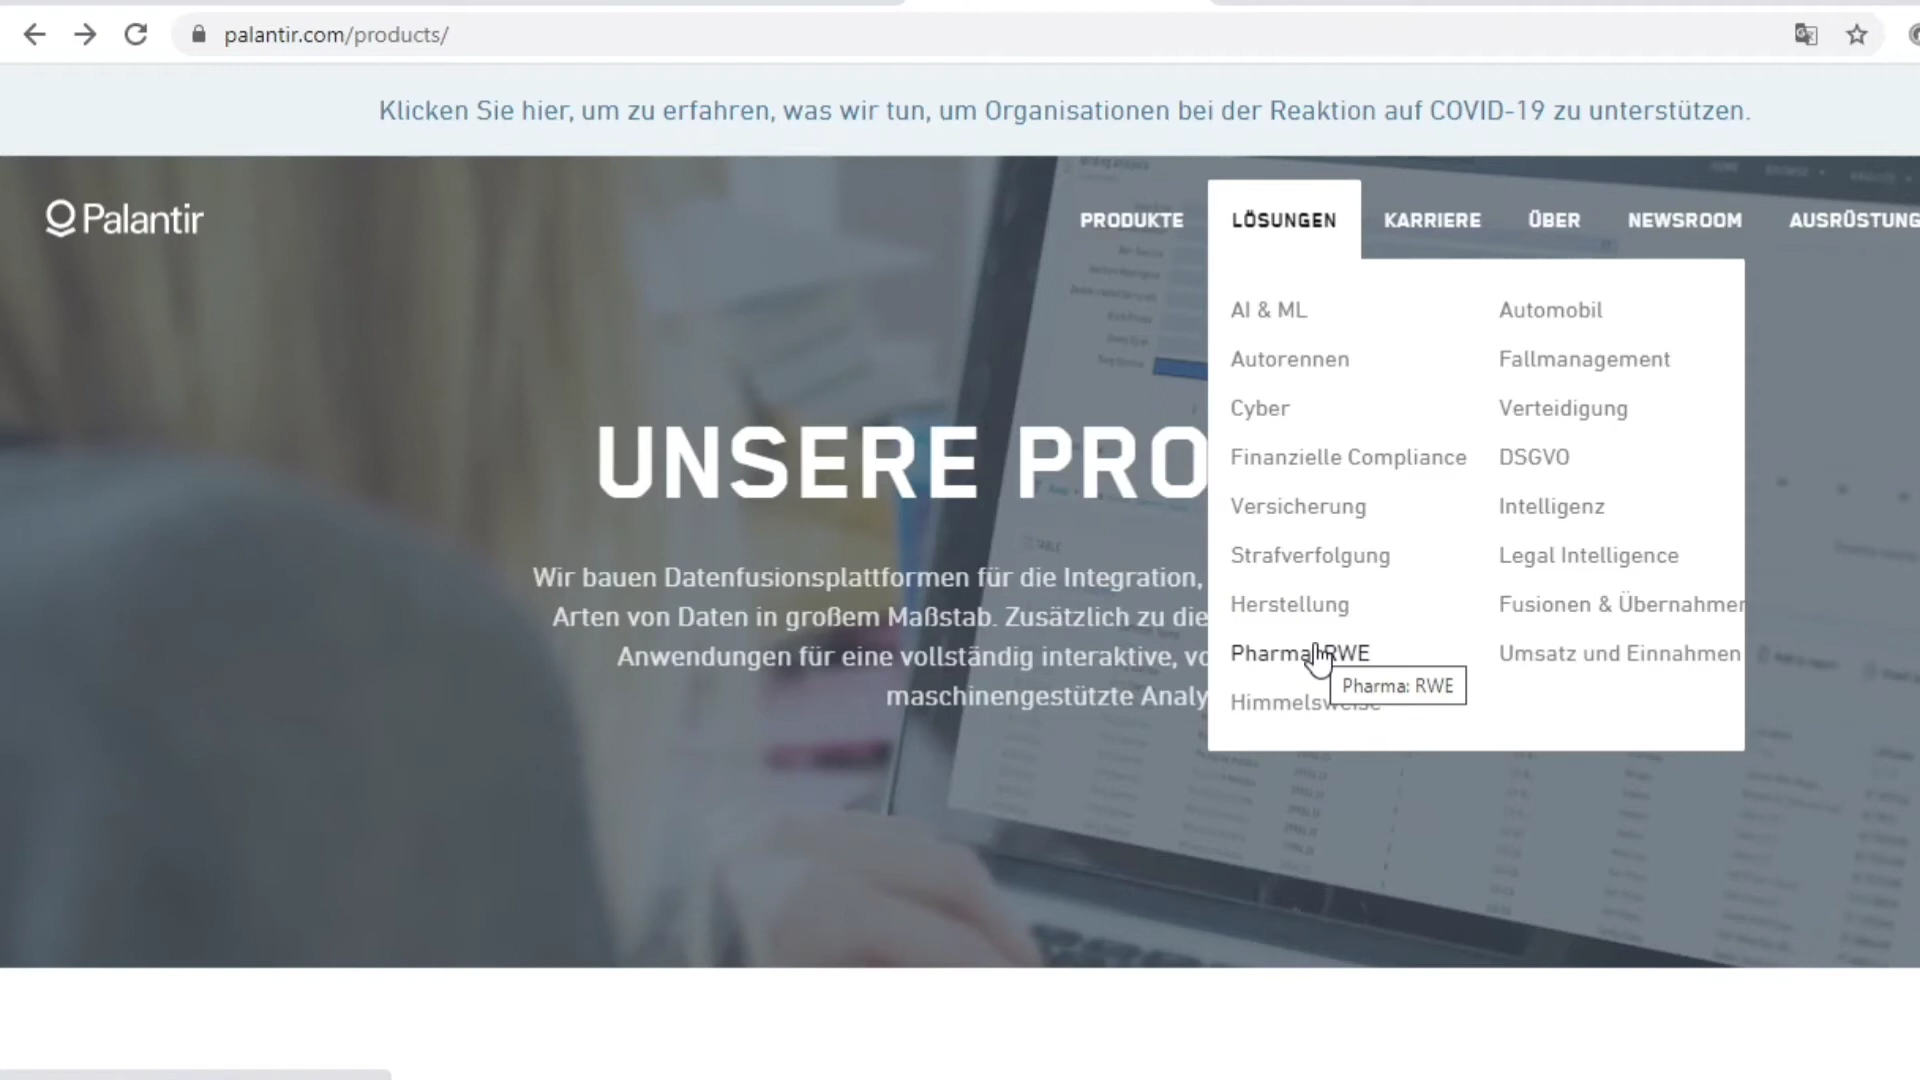 palantir.com/products/
Klicken Sie hier, um zu erfahren, was wir tun, um Organisationen bei der Reaktion auf COVID-19 zu unterstützen.
Palantir
PRODUKTE LÖSUNGEN KARRIERE ÜBER NEWSROOM AUSRÜSTUNG
AI & ML
Autorennen
Cyber
Finanzielle Compliance
Versicherung
Strafverfolgung
Herstellung
Pharma: RWE
Pharma: RWE
Automobil
Fallmanagement
Verteidigung
DSGVO
Intelligenz
Legal Intelligence
Fusionen & Übernahmen
Umsatz und Einnahmen
UNSERE PRO
Wir bauen Datenfusionsplattformen für die Integration,
Arten von Daten in großem Maßstab. Zusätzlich zu die
Anwendungen für eine vollständig interaktive, vo
maschinengestützte Analy
TABLE